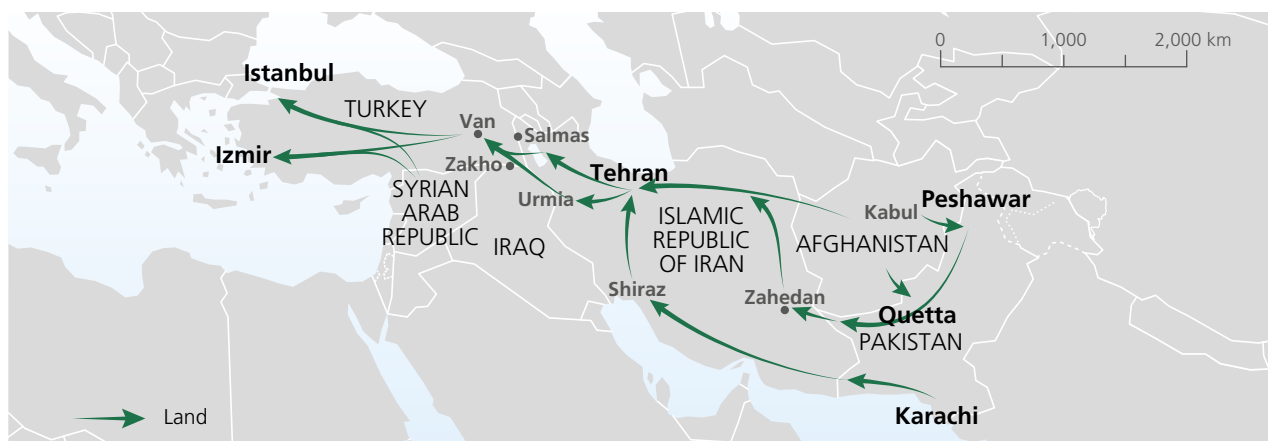 0 1,000 2,000 km
Istanbul
TURKEY
Van
Salmas
Izmir
Zakho
Tehran
SYRIAN
ARAB
REPUBLIC
Urmia
IRAQ
ISLAMIC
REPUBLIC
OF IRAN
Peshawar
Kabul
AFGHANISTAN
Shiraz
Zahedan
Quetta
PAKISTAN
Karachi
Land